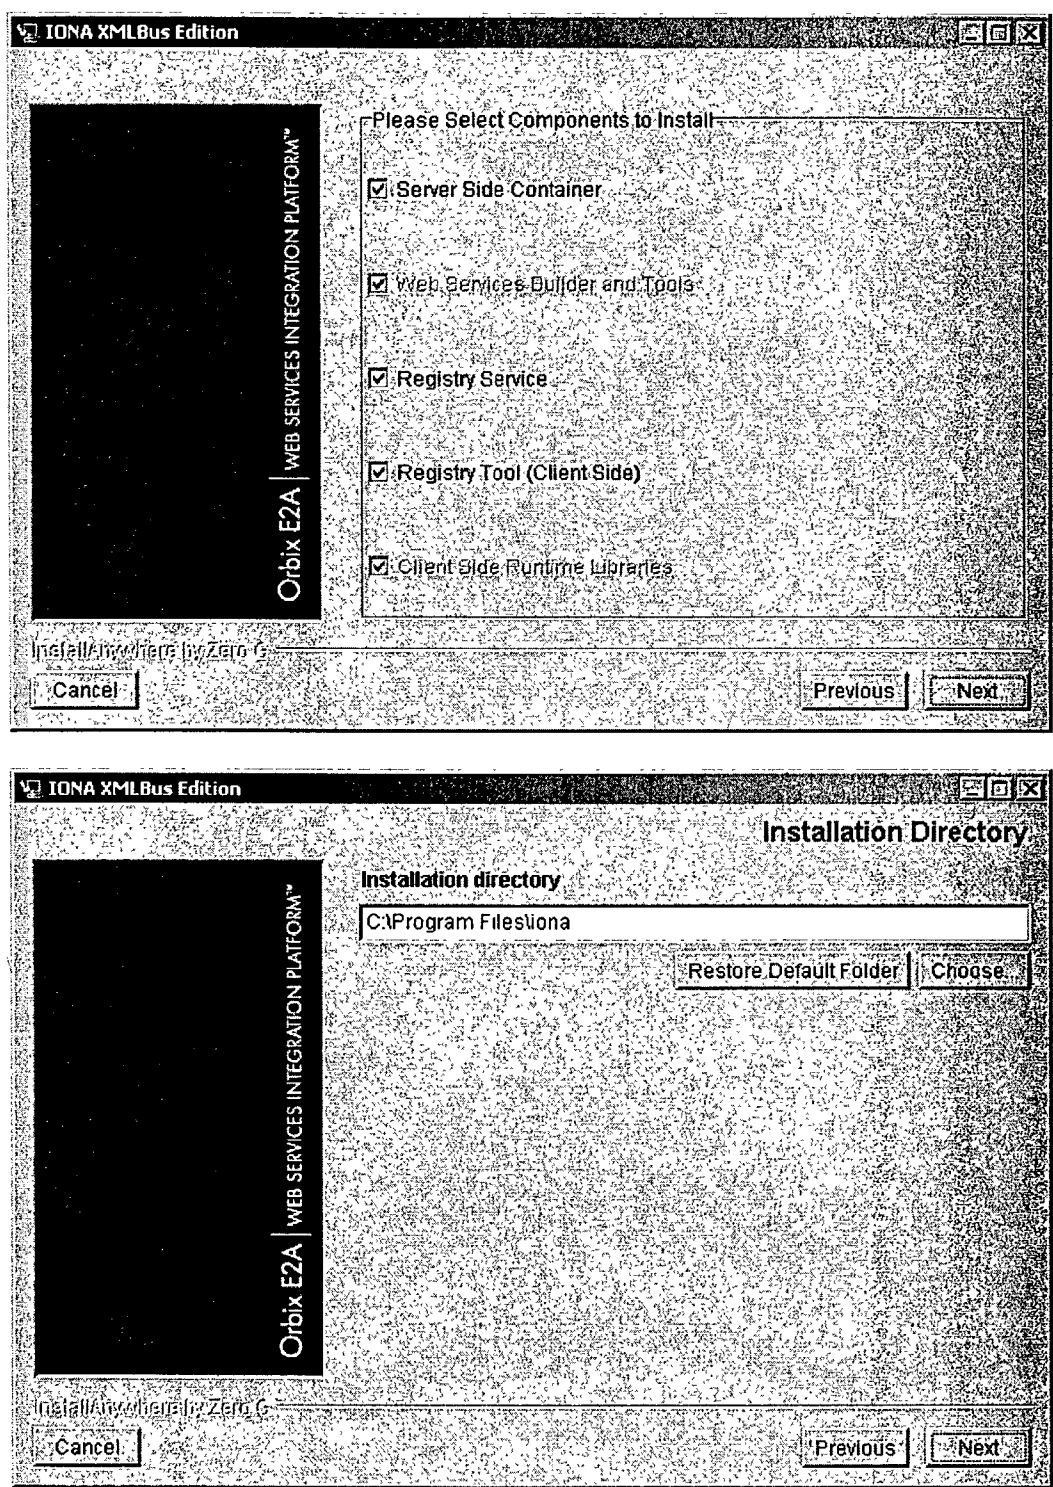 IONA XMLBus Edition
Orbix E2A | WEB SERVICES INTEGRATION PLATFORM™
Please Select Components to Install
Server Side Container
Web Services Builder and Tools
Registry Service
Registry Tool (Client Side)
Client Side Runtime Libraries
InstallAnywhere by Zero G
Cancel
Previous
Next
IONA XMLBus Edition
Installation Directory
Orbix E2A | WEB SERVICES INTEGRATION PLATFORM™
Installation directory
C:\Program Files\iona
Restore Default Folder
Choose...
InstallAnywhere by Zero G
Cancel
Previous
Next